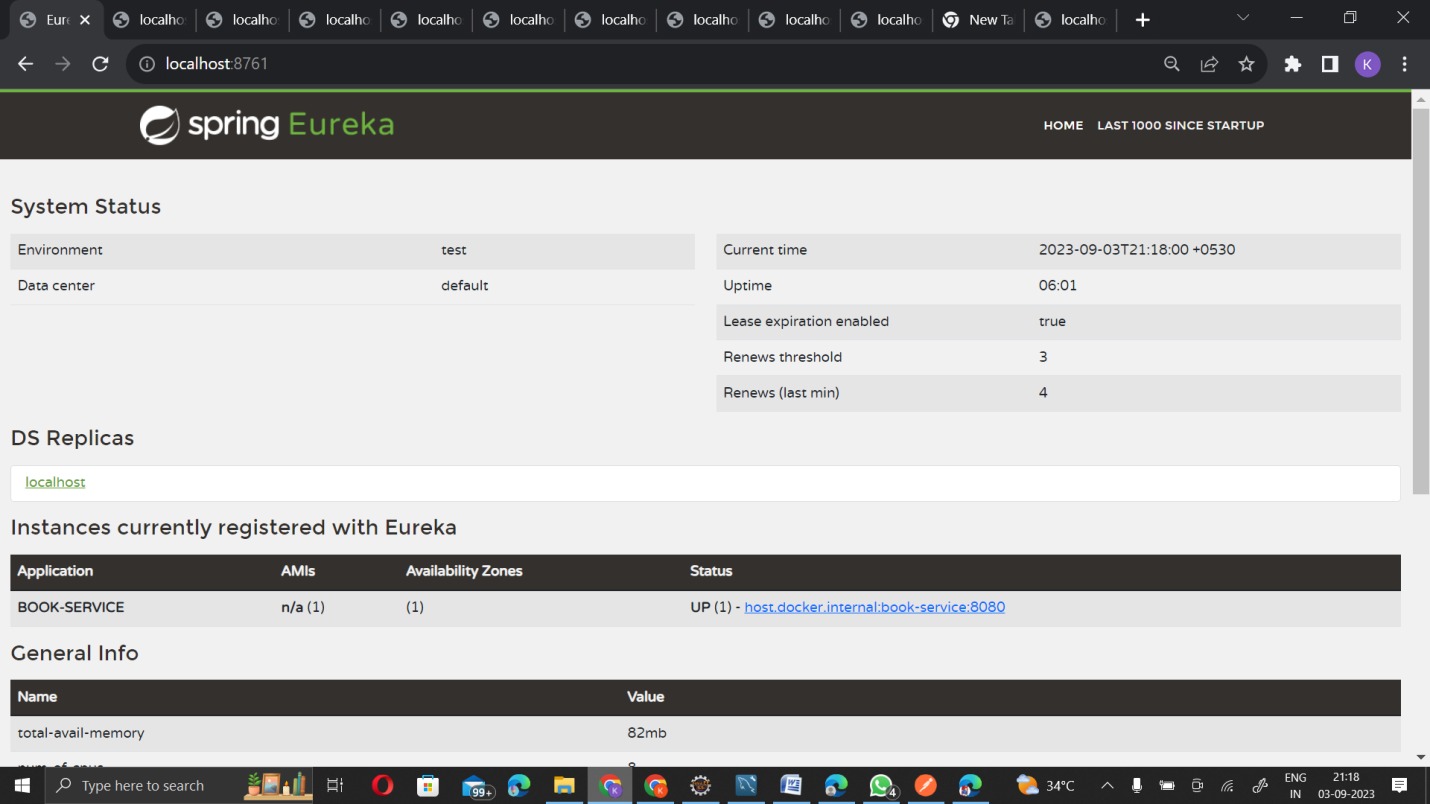 Eure
localho
localho
localho
localho
localho
localho
localho
localho
localho
New Ta
localho
localhost:8761
K
spring Eureka
HOME LAST 1000 SINCE STARTUP
System Status
Environment test
Data center default
Current time 2023-09-03T21:18:00 +0530
Uptime 06:01
Lease expiration enabled true
Renews threshold 3
Renews (last min) 4
DS Replicas
localhost
Instances currently registered with Eureka
Application AMIs Availability Zones Status
BOOK-SERVICE n/a (1) (1) UP (1) - host.docker.internal:book-service:8080
General Info
Name Value
total-avail-memory 82mb
Type here to search
99+
4
34°C
ENG
IN
21:18
03-09-2023